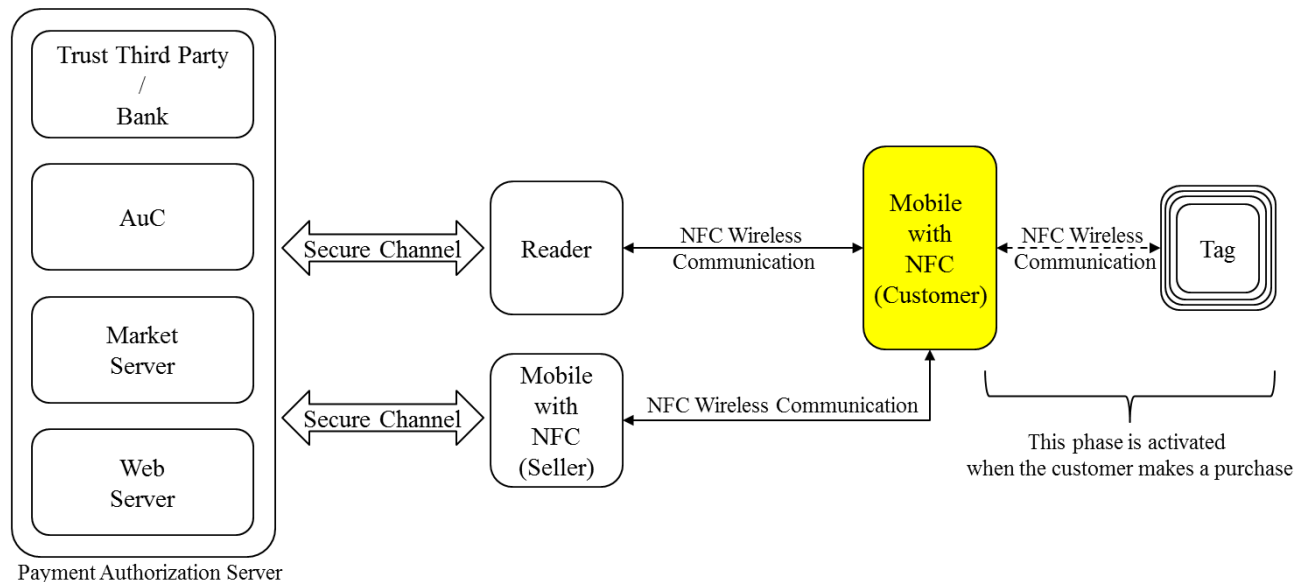 Trust Third Party
/
Bank
AuC
Market
Server
Web
Server
Payment Authorization Server
Secure Channel
Secure Channel
Reader
Mobile
with
NFC
(Seller)
NFC Wireless
Communication
NFC Wireless Communication
Mobile
with
NFC
(Customer)
NFC Wireless
Communication
Tag
This phase is activated
when the customer makes a purchase